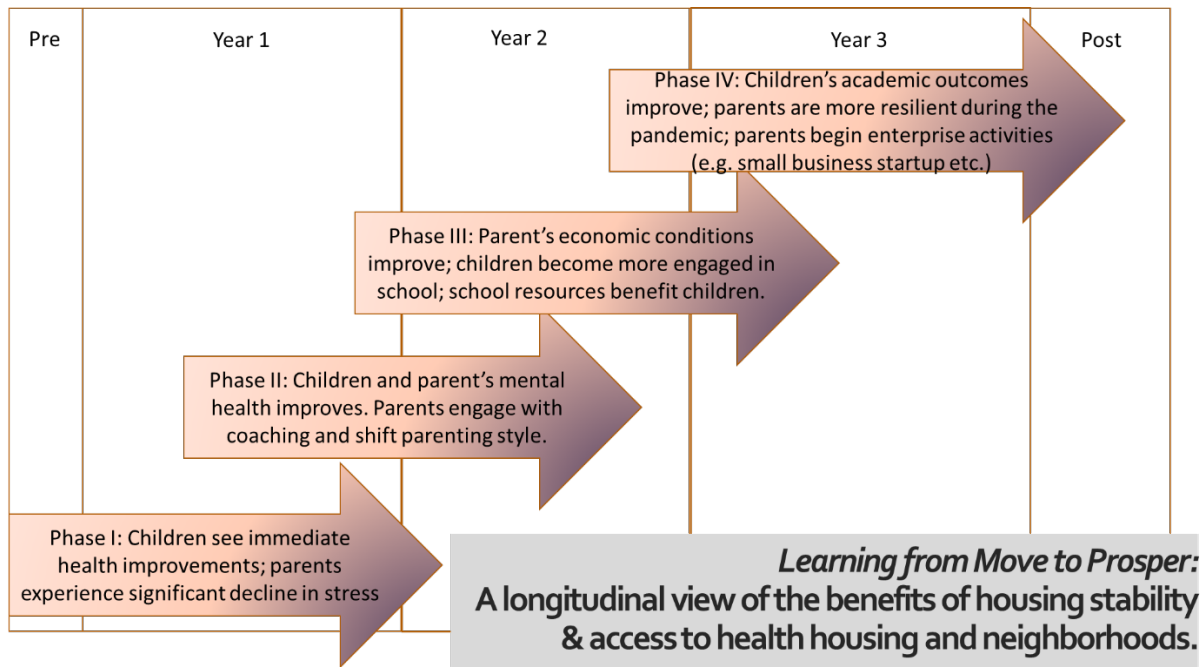 Pre
Year 1
Year 2
Year 3
Post
Phase IV: Children's academic outcomes
improve; parents are more resilient during the
pandemic; parents begin enterprise activities
(e.g. small business startup etc.)
Phase III: Parent's economic conditions
improve; children become more engaged in
school; school resources benefit children.
Phase II: Children and parent's mental
health improves. Parents engage with
coaching and shift parenting style.
Phase I: Children see immediate
health improvements; parents
experience significant decline in stress
Learning from Move to Prosper:
A longitudinal view of the benefits of housing stability
& access to health housing and neighborhoods.